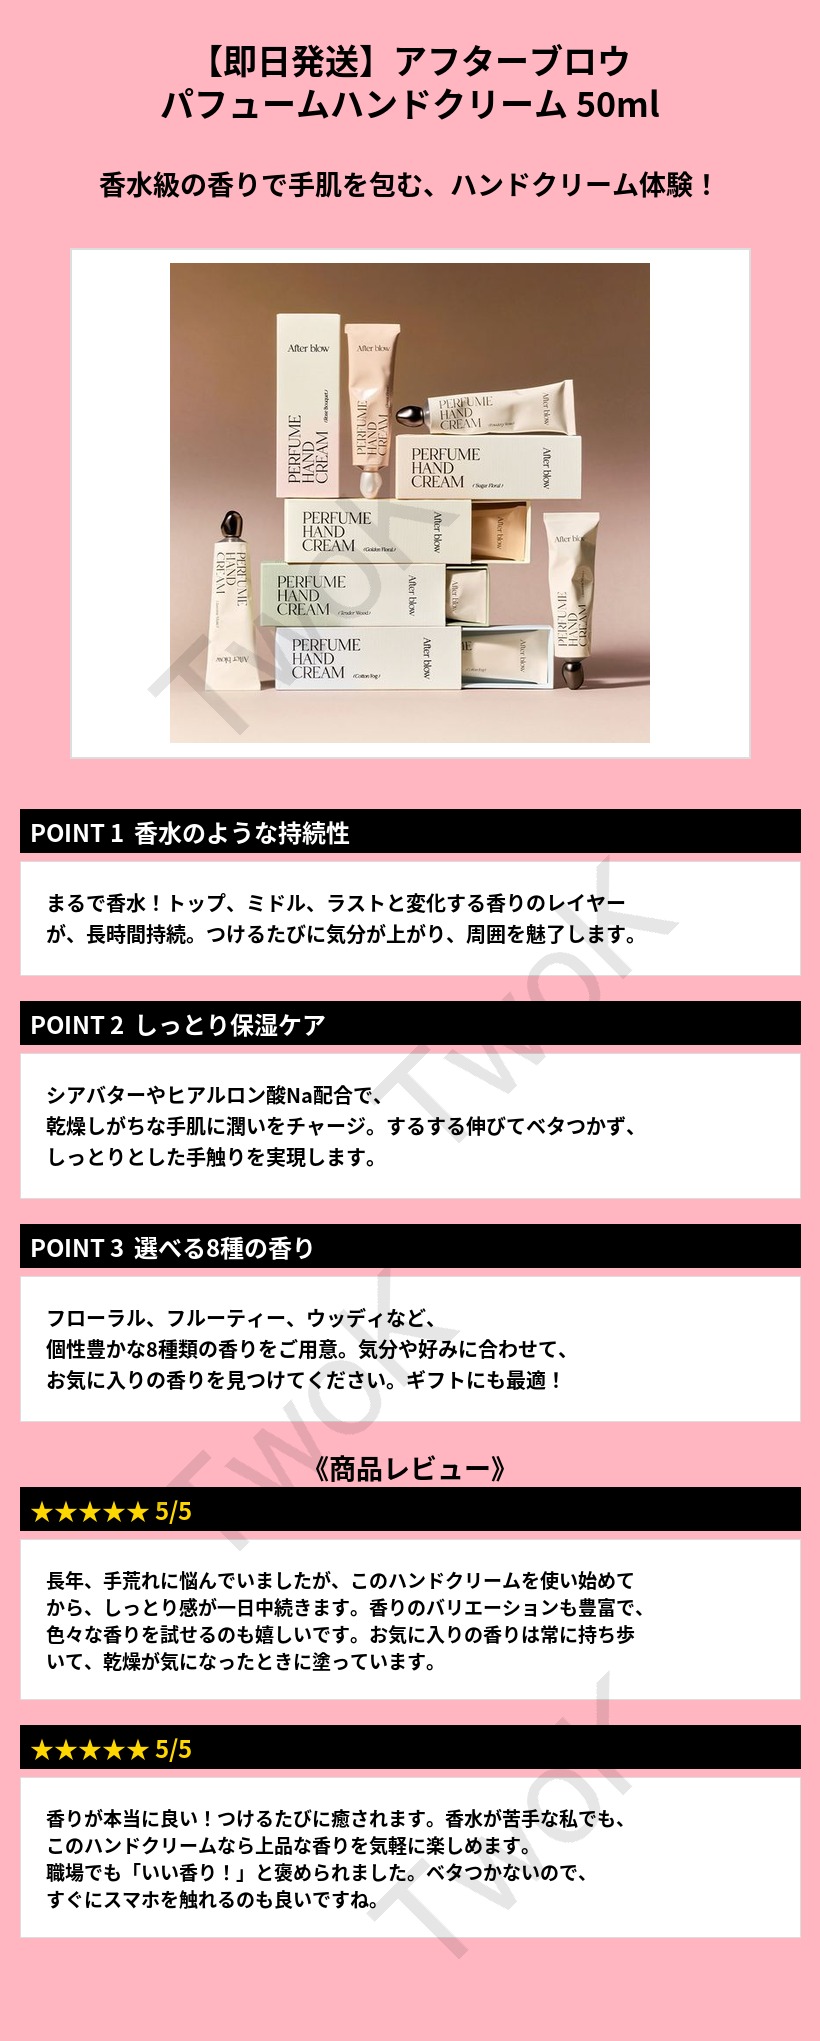 【即日発送】アフターブロウ
パフュームハンドクリーム 50ml
香水級の香りで手肌を包む、ハンドクリーム体験！
After blow
PERFUME
HAND
CREAM
(Rose Bouquet)
After blow
PERFUME
HAND
CREAM
PERFUME
HAND
CREAM
After blow
PERFUME
HAND
CREAM
(Sugar Floral)
After blow
PERFUME
HAND
CREAM
(Golden Floral)
After blow
After blow
PERFUME
HAND
CREAM
After blow
PERFUME
HAND
CREAM
(Tender Wood)
After blow
After blow
PERFUME
HAND
CREAM
(Cotton Fog)
After blow
After blow
PERFUME
HAND
CREAM
TwoK
POINT 1 香水のような持続性
まるで香水！トップ、ミドル、ラストと変化する香りのレイヤー
が、長時間持続。つけるたびに気分が上がり、周囲を魅了します。
TwoK
POINT 2 しっとり保湿ケア
シアバターやヒアルロン酸Na配合で、
乾燥しがちな手肌に潤いをチャージ。するする伸びてベタつかず、
しっとりとした手触りを実現します。
POINT 3 選べる8種の香り
フローラル、フルーティー、ウッディなど、
個性豊かな8種類の香りをご用意。気分や好みに合わせて、
お気に入りの香りを見つけてください。ギフトにも最適！
TwoK
《商品レビュー》
★★★★★ 5/5
長年、手荒れに悩んでいましたが、このハンドクリームを使い始めて
から、しっとり感が一日中続きます。香りのバリエーションも豊富で、
色々な香りを試せるのも嬉しいです。お気に入りの香りは常に持ち歩
いて、乾燥が気になったときに塗っています。
★★★★★ 5/5
香りが本当に良い！つけるたびに癒されます。香水が苦手な私でも、
このハンドクリームなら上品な香りを気軽に楽しめます。
職場でも「いい香り！」と褒められました。ベタつかないので、
すぐにスマホを触れるのも良いですね。
TwoK